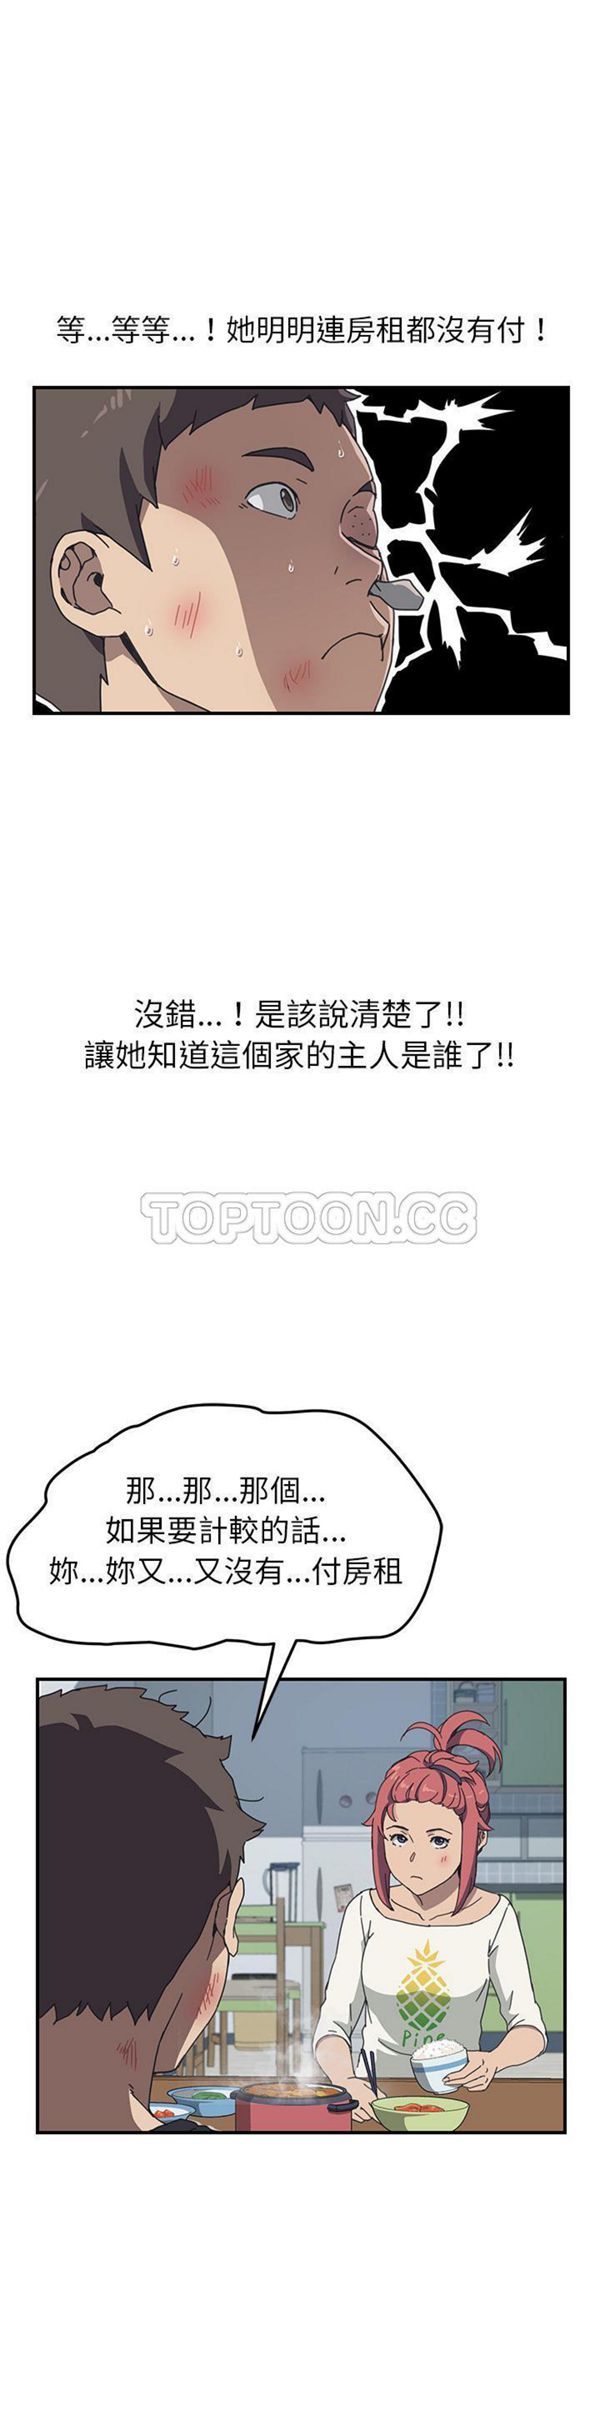 等...等等...！她明明連房租都沒有付！
沒錯...！是該說清楚了!!
讓她知道這個家的主人是誰了!!
TOPTOON.CC
那...那...那個...
如果要計較的話...
妳...妳又...又沒有...付房租
Pine